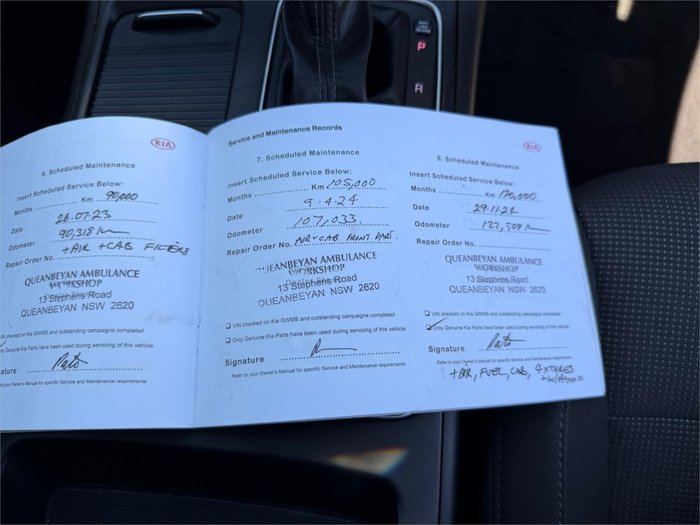 P
R
KIA
6. Scheduled Maintenance
Insert Scheduled Service Below:
Months Km 90,000
Date 26.07.23
Odometer 90,318 km
Repair Order No. +AIR +CAB FILTERS
QUEANBEYAN AMBULANCE
WORKSHOP
13 Stephens Road
QUEANBEYAN NSW 2620
VIN checked on Kia GWMS and outstanding campaigns completed
Only Genuine Kia Parts have been used during servicing of this vehicle
Signature
Refer to your Owner's Manual for specific Service and Maintenance requirements
Service and Maintenance Records
7. Scheduled Maintenance
Insert Scheduled Service Below:
Months Km 105,000
Date 9.4.24
Odometer 107,033
Repair Order No. AIR + CAB FRONT PADS.
QUEANBEYAN AMBULANCE
WORKSHOP
13 Stephens Road
QUEANBEYAN NSW 2620
VIN checked on Kia GWMS and outstanding campaigns completed
Only Genuine Kia Parts have been used during servicing of this vehicle
Signature
Refer to your Owner's Manual for specific Service and Maintenance requirements
KIA
8. Scheduled Maintenance
Insert Scheduled Service Below:
Months Km 120,000
Date 29.11.24
Odometer
Repair Order No.
QUEANBEYAN AMBULANCE
WORKSHOP
13 Stephens Road
QUEANBEYAN NSW 2620
VIN checked on Kia GWMS and outstanding campaigns completed
Only Genuine Kia Parts have been used during servicing of this vehicle
Signature
Refer to your Owner's Manual for specific Service and Maintenance requirements
+AIR, FUEL, CAB, 4xTYRES
+W/A page 25